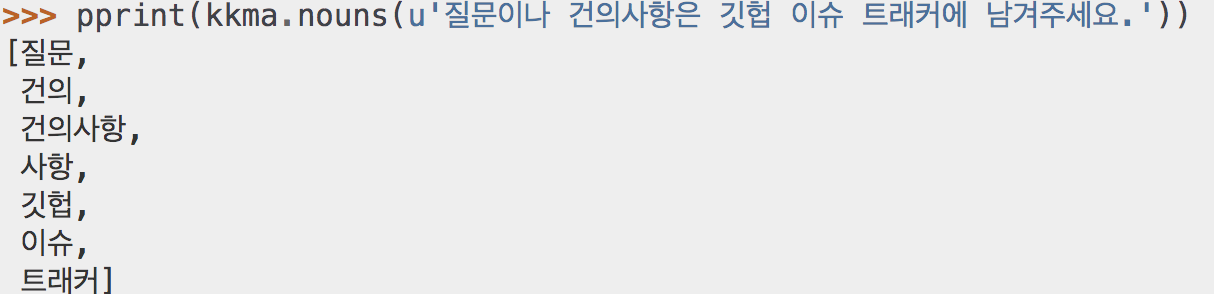 >>> pprint(kkma.nouns(u'질문이나 건의사항은 깃헙 이슈 트래커에 남겨주세요.'))
[질문,
 건의,
 건의사항,
 사항,
 깃헙,
 이슈,
 트래커]